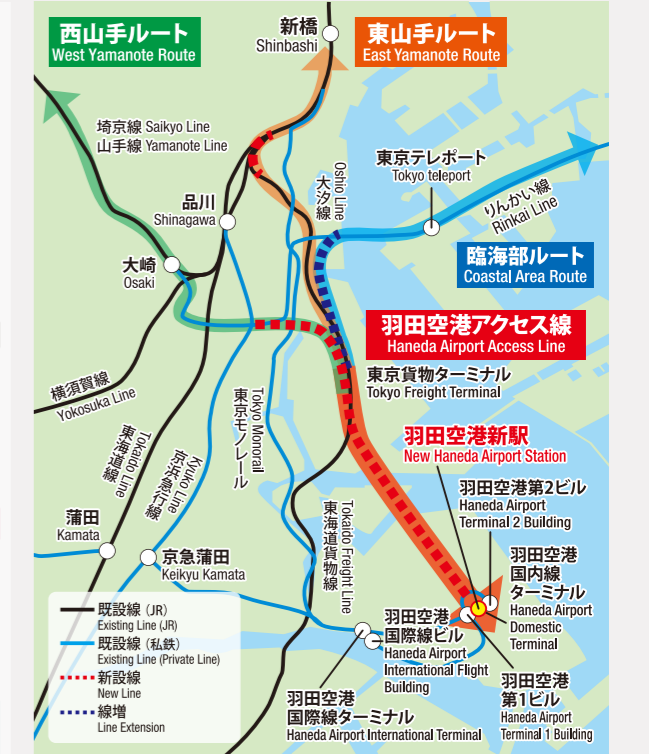 西山手ルート
West Yamanote Route
新橋
Shinbashi
東山手ルート
East Yamanote Route
埼京線 Saikyo Line
山手線 Yamanote Line
Oshio Line
大汐線
東京テレポート
Tokyo teleport
りんかい線
Rinkai Line
品川
Shinagawa
大崎
Osaki
臨海部ルート
Coastal Area Route
羽田空港アクセス線
Haneda Airport Access Line
東京貨物ターミナル
Tokyo Freight Terminal
横須賀線
Yokosuka Line
Tokaido Line
東海道線
Kyuko Line
京浜急行線
Tokyo Monorail
東京モノレール
羽田空港新駅
New Haneda Airport Station
羽田空港第2ビル
Haneda Airport
Terminal 2 Building
蒲田
Kamata
京急蒲田
Keikyu Kamata
Tokaido Freight Line
東海道貨物線
羽田空港
国内線
ターミナル
Haneda Airport
Domestic
Terminal
羽田空港
国際線ビル
Haneda Airport
International Flight
Building
羽田空港
国際線ターミナル
Haneda Airport International Terminal
羽田空港
第1ビル
Haneda Airport
Terminal 1 Building
既設線（JR）
Existing Line (JR)
既設線（私鉄）
Existing Line (Private Line)
新設線
New Line
線増
Line Extension